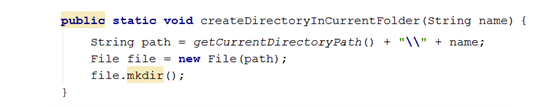 public static void createDirectoryInCurrentFolder(String name) {
String path = getCurrentDirectoryPath() + "\\" + name;
File file = new File(path);
file.mkdir();
}